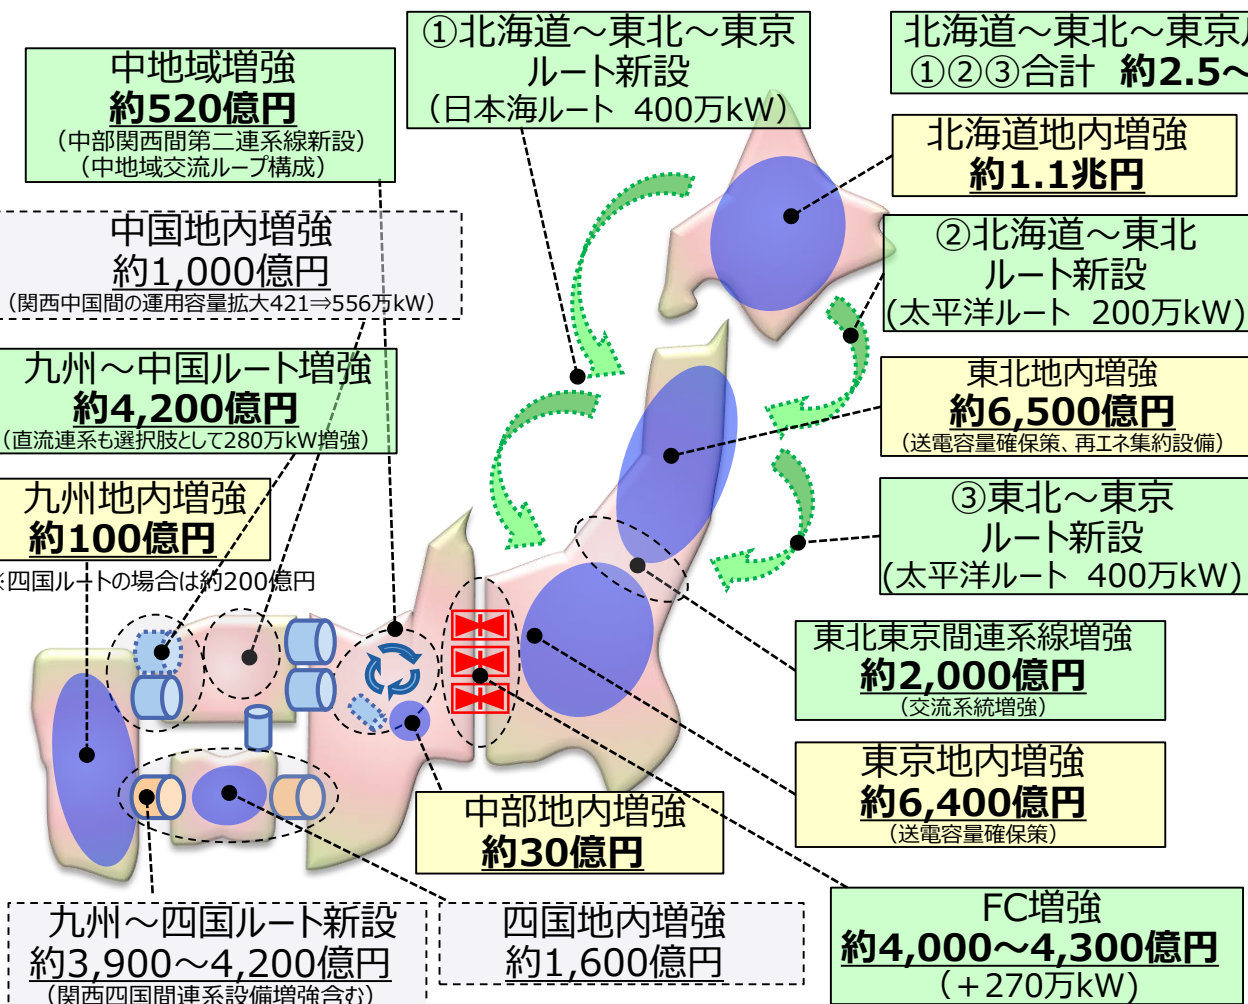 中地域増強
約520億円
（中部関西間第二連系線新設）
（中地域交流ループ構成）
①北海道～東北～東京
ルート新設
（日本海ルート 400万kW）
北海道～東北～東京
①②③合計 約2.5～
北海道地内増強
約1.1兆円
中国地内増強
約1,000億円
（関西中国間の運用容量拡大421⇒556万kW）
②北海道～東北
ルート新設
(太平洋ルート 200万kW)
九州～中国ルート増強
約4,200億円
（直流連系も選択肢として280万kW増強）
東北地内増強
約6,500億円
（送電容量確保策、再エネ集約設備）
九州地内増強
約100億円
※四国ルートの場合は約200億円
③東北～東京
ルート新設
(太平洋ルート 400万kW)
東北東京間連系線増強
約2,000億円
（交流系統増強）
東京地内増強
約6,400億円
（送電容量確保策）
中部地内増強
約30億円
九州～四国ルート新設
約3,900～4,200億円
（関西四国間連系設備増強含む）
四国地内増強
約1,600億円
FC増強
約4,000～4,300億円
（＋270万kW）